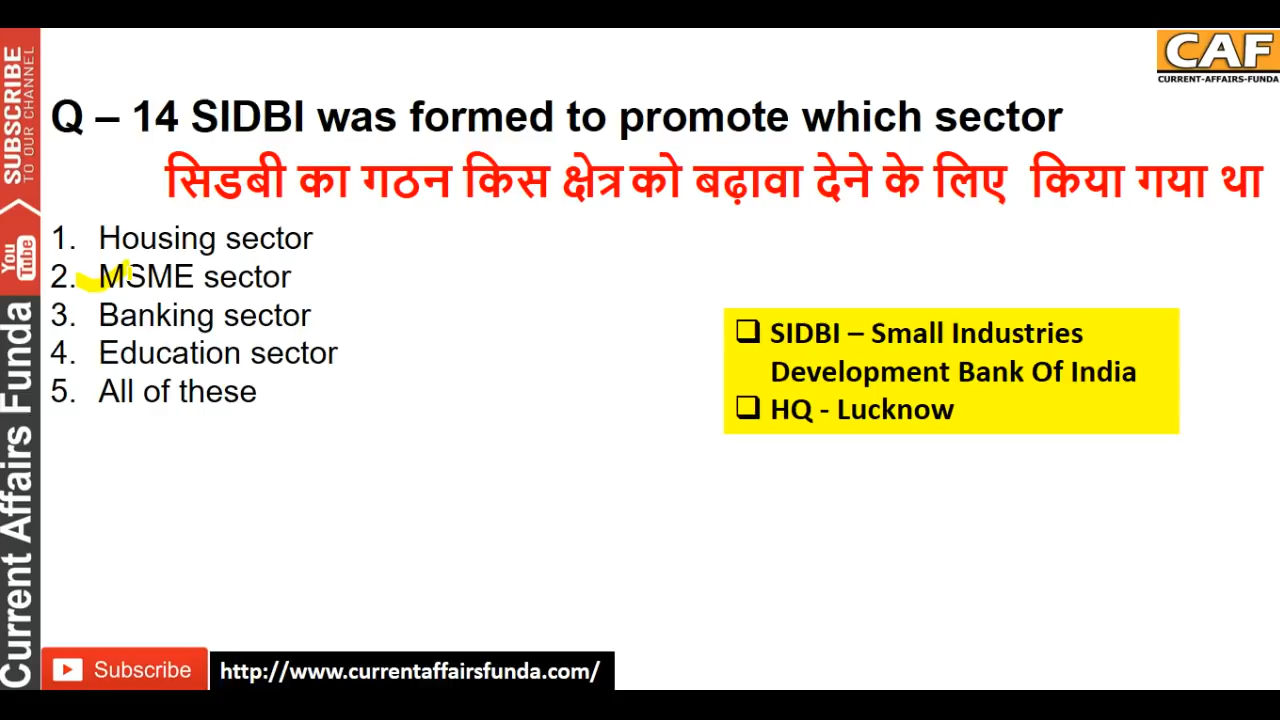 CAF
CURRENT-AFFAIRS-FUNDA
SUBSCRIBE
TO OUR CHANNEL
You
Tube
Current Affairs Funda
Q – 14 SIDBI was formed to promote which sector
सिडबी का गठन किस क्षेत्र को बढ़ावा देने के लिए किया गया था
1. Housing sector
2. MSME sector
3. Banking sector
4. Education sector
5. All of these
SIDBI – Small Industries
Development Bank Of India
HQ - Lucknow
Subscribe
http://www.currentaffairsfunda.com/